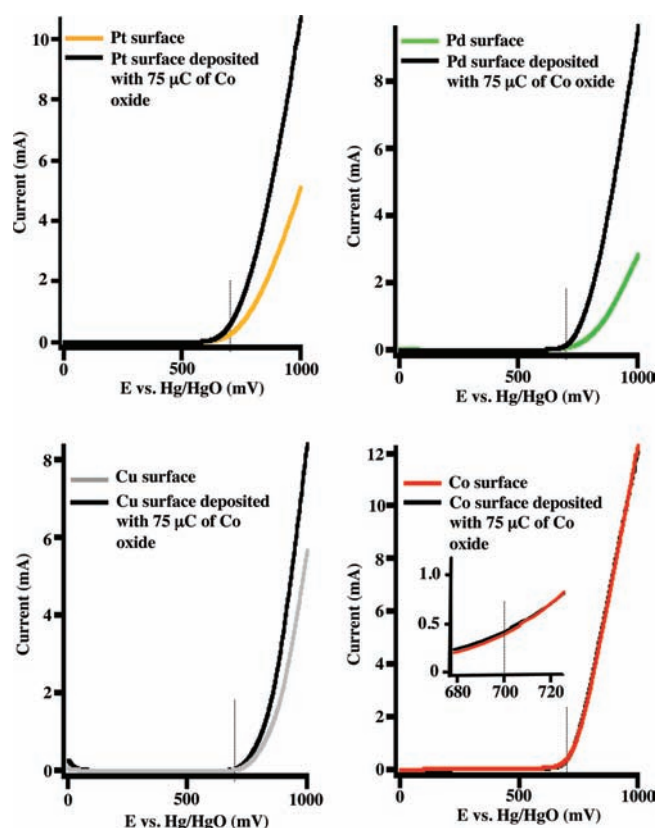 Pt surface
Pt surface deposited
with 75 μC of Co
oxide
10
8
6
4
2
0
Current (mA)
0
500
1000
E vs. Hg/HgO (mV)
Pd surface
Pd surface deposited
with 75 μC of Co oxide
8
6
4
2
0
Current (mA)
0
500
1000
E vs. Hg/HgO (mV)
Cu surface
Cu surface deposited
with 75 μC of Co
oxide
8
6
4
2
0
Current (mA)
0
500
1000
E vs. Hg/HgO (mV)
Co surface
Co surface deposited
with 75 μC of Co
oxide
12
10
8
6
4
2
0
Current (mA)
1.0
0.5
0
680
700
720
0
500
1000
E vs. Hg/HgO (mV)